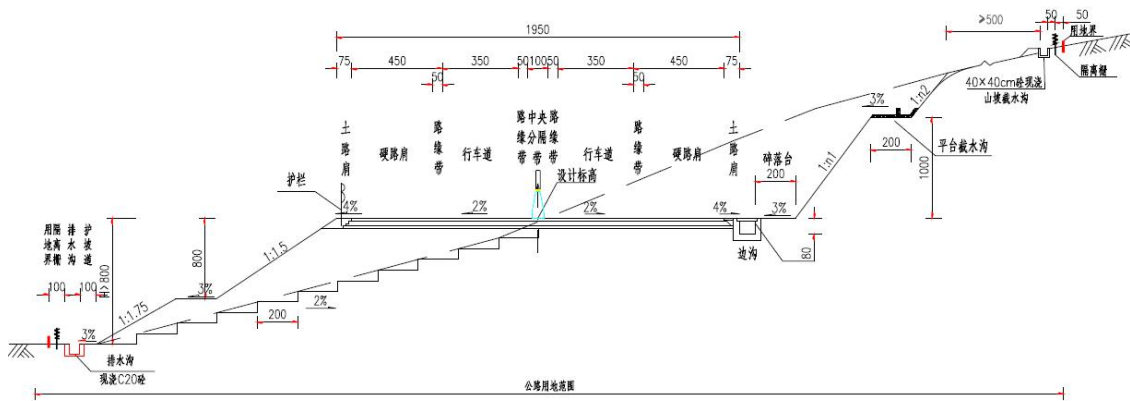 ≥500
50
50
用地界
隔离栅
1950
75
450
350
50
100
50
350
450
75
50
50
40×40cm砼现浇
山坡截水沟
1:n2
3%
平台截水沟
200
1000
1:n1
土路肩
硬路肩
路缘带
行车道
路缘带
中央分隔带
路缘带
行车道
路缘带
硬路肩
土路肩
碎落台
200
设计标高
护栏
4%
2%
2%
4%
3%
边沟
80
用地界
隔离栅
排水沟
护坡道
100
100
H>800
800
1:1.5
3%
1:1.75
2%
200
3%
排水沟
现浇C20砼
公路用地范围